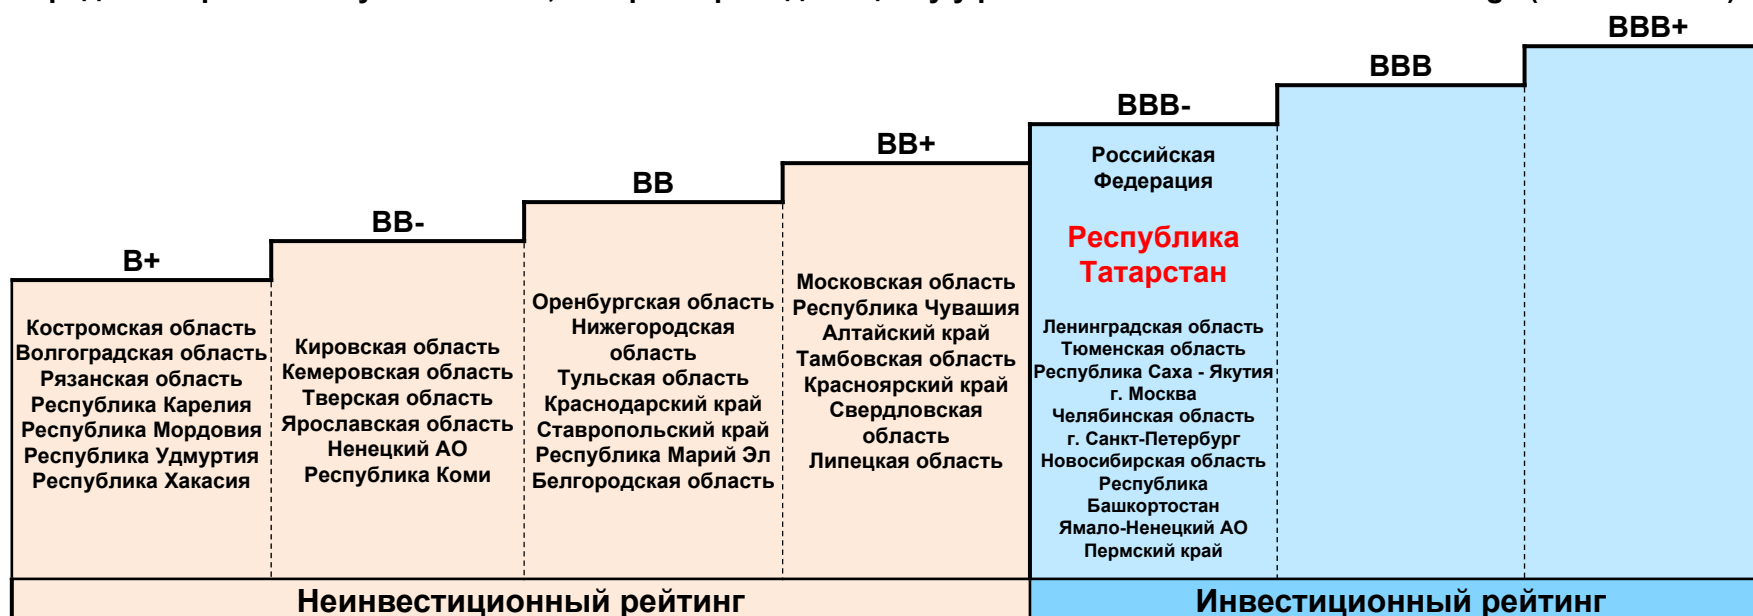 BBB+
BBB
BBB-
BB+
BB
BB-
B+
Костромская область
Волгоградская область
Рязанская область
Республика Карелия
Республика Мордовия
Республика Удмуртия
Республика Хакасия
Кировская область
Кемеровская область
Тверская область
Ярославская область
Ненецкий АО
Республика Коми
Оренбургская область
Нижегородская
область
Тульская область
Краснодарский край
Ставропольский край
Республика Марий Эл
Белгородская область
Московская область
Республика Чувашия
Алтайский край
Тамбовская область
Красноярский край
Свердловская
область
Липецкая область
Российская
Федерация
Республика
Татарстан
Ленинградская область
Тюменская область
Республика Саха - Якутия
г. Москва
Челябинская область
г. Санкт-Петербург
Новосибирская область
Республика
Башкортостан
Ямало-Ненецкий АО
Пермский край
Неинвестиционный рейтинг
Инвестиционный рейтинг